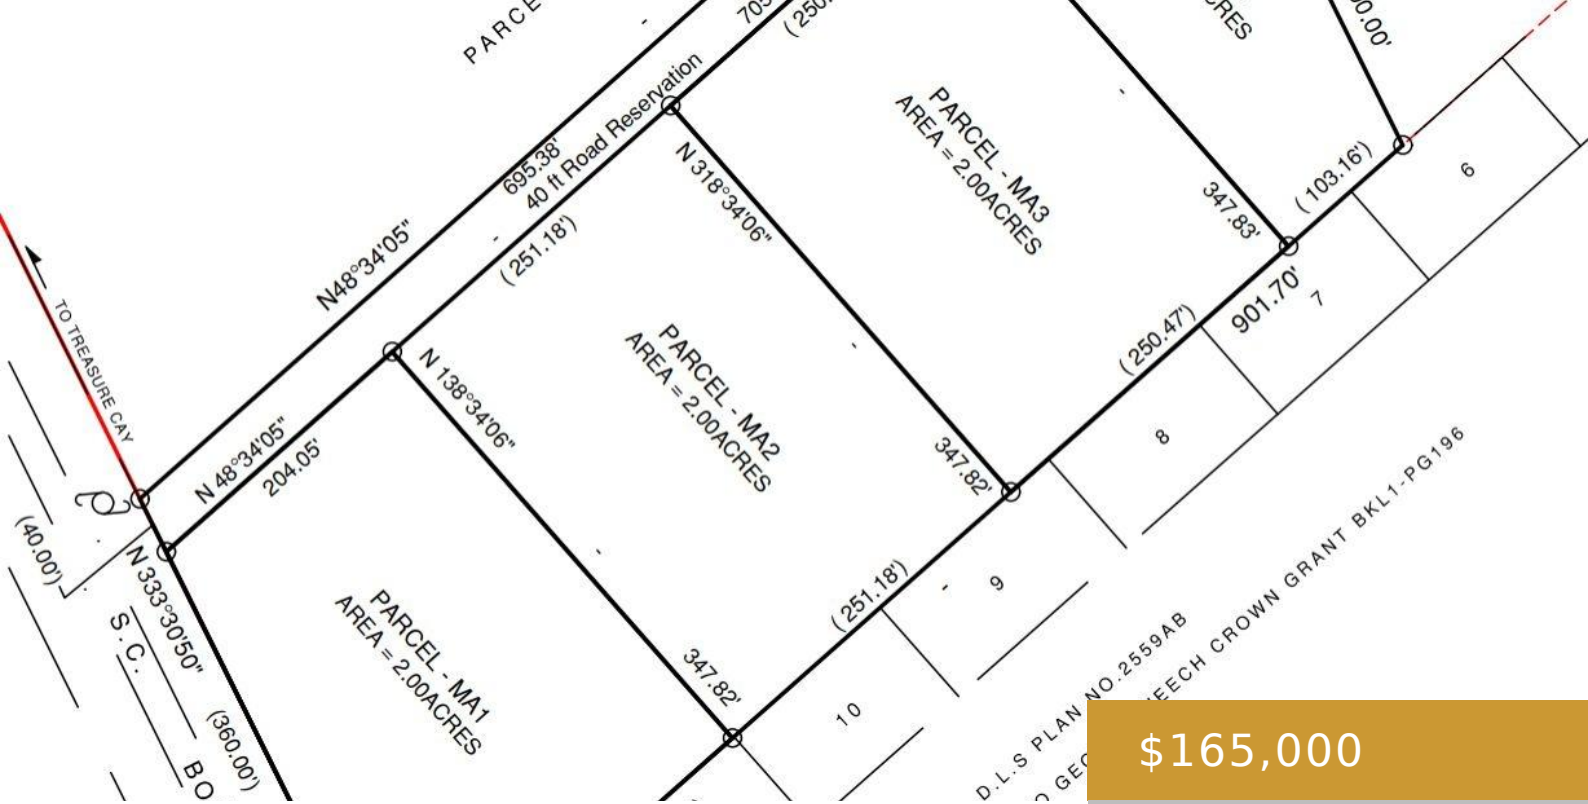 PARCE
705
(250.
CRES
00.00'
40 ft Road Reservation
695.38'
N48°34'05"
(251.18')
N 318°34'06"
PARCEL - MA3
AREA = 2.00ACRES
347.83'
(103.16')
6
901.70'
7
(250.47')
TO TREASURE CAY
N 48°34'05"
204.05'
N 138°34'06"
PARCEL - MA2
AREA = 2.00ACRES
347.82'
8
(40.00')
N 333°30'50"
S.C.
BO
(360.00')
PARCEL - MA1
AREA = 2.00ACRES
347.82'
(251.18')
9
10
D.L.S PLAN NO.2559AB
O GEO
EECH CROWN GRANT BKL1-PG196
$165,000